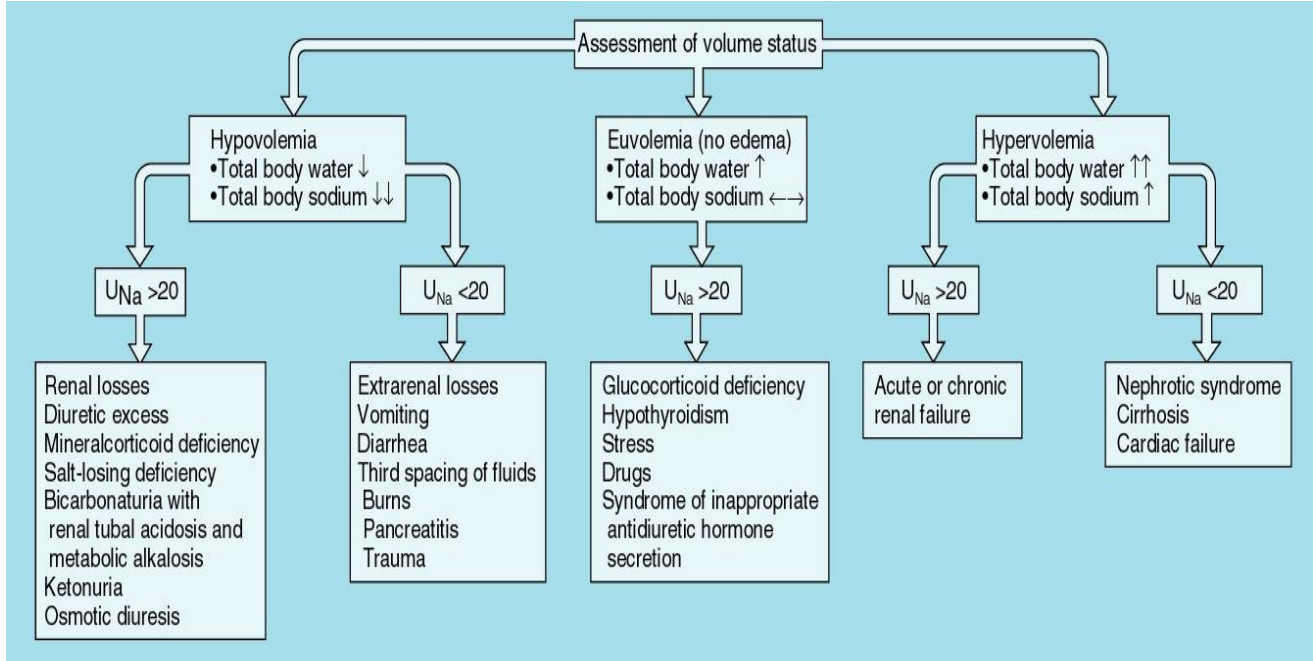 Assessment of volume status
Hypovolemia
•Total body water ↓
•Total body sodium ↓↓
Euvolemia (no edema)
•Total body water ↑
•Total body sodium ←→
Hypervolemia
•Total body water ↑↑
•Total body sodium ↑
UNa >20
UNa <20
UNa >20
UNa >20
UNa <20
Renal losses
Diuretic excess
Mineralcorticoid deficiency
Salt-losing deficiency
Bicarbonaturia with
renal tubal acidosis and
metabolic alkalosis
Ketonuria
Osmotic diuresis
Extrarenal losses
Vomiting
Diarrhea
Third spacing of fluids
Burns
Pancreatitis
Trauma
Glucocorticoid deficiency
Hypothyroidism
Stress
Drugs
Syndrome of inappropriate
antidiuretic hormone
secretion
Acute or chronic
renal failure
Nephrotic syndrome
Cirrhosis
Cardiac failure